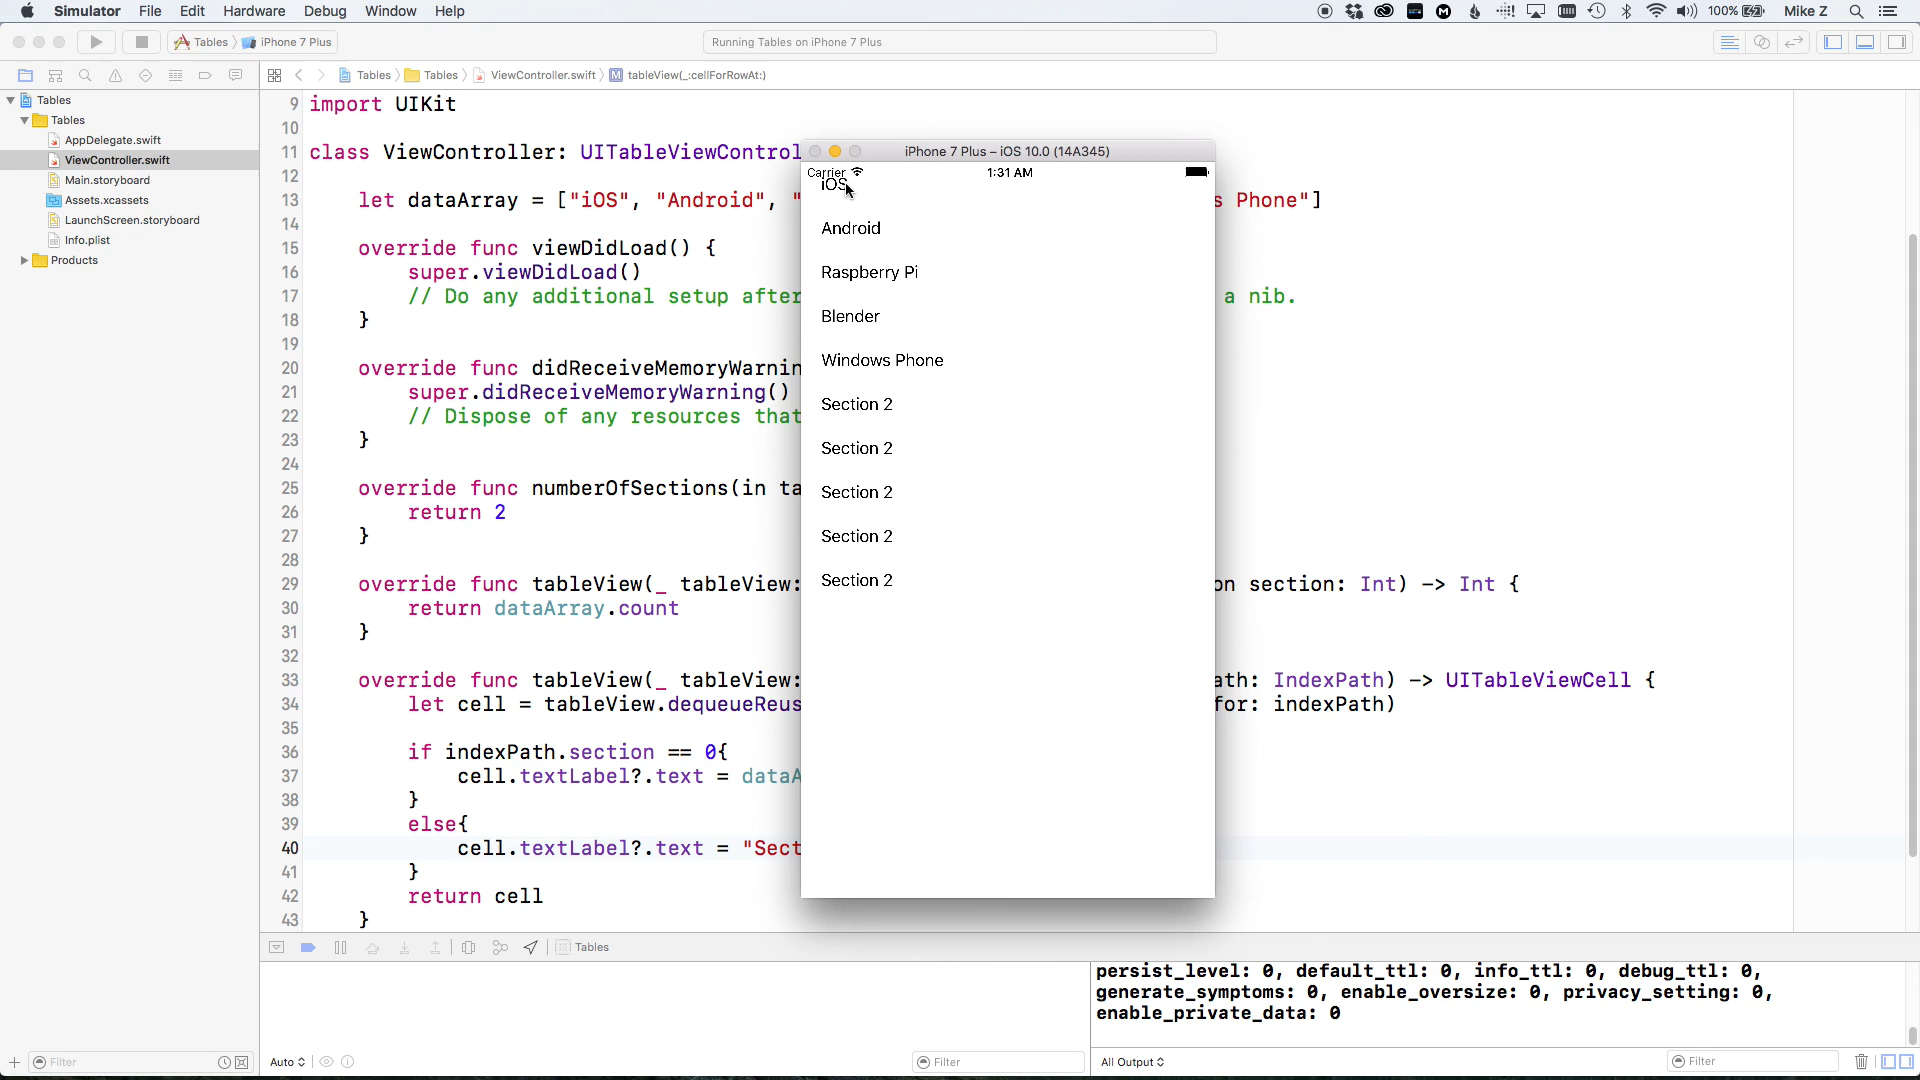 Simulator File Edit Hardware Debug Window Help 100% Mike Z
Tables iPhone 7 Plus Running Tables on iPhone 7 Plus
Tables Tables ViewController.swift M tableView(_:cellForRowAt:)
Tables
Tables
AppDelegate.swift
ViewController.swift
Main.storyboard
Assets.xcassets
LaunchScreen.storyboard
Info.plist
Products
9 import UIKit
10
11 class ViewController: UITableViewControl
12
13 let dataArray = ["iOS", "Android", " s Phone"]
14
15 override func viewDidLoad() {
16 super.viewDidLoad()
17 // Do any additional setup after a nib.
18 }
19
20 override func didReceiveMemoryWarnin
21 super.didReceiveMemoryWarning()
22 // Dispose of any resources that
23 }
24
25 override func numberOfSections(in ta
26 return 2
27 }
28
29 override func tableView(_ tableView: on section: Int) -> Int {
30 return dataArray.count
31 }
32
33 override func tableView(_ tableView: ath: IndexPath) -> UITableViewCell {
34 let cell = tableView.dequeueReus for: indexPath)
35
36 if indexPath.section == 0{
37 cell.textLabel?.text = dataA
38 }
39 else{
40 cell.textLabel?.text = "Sect
41 }
42 return cell
43 }
iPhone 7 Plus – iOS 10.0 (14A345)
Carrier 1:31 AM
iOS
Android
Raspberry Pi
Blender
Windows Phone
Section 2
Section 2
Section 2
Section 2
Section 2
Tables
persist_level: 0, default_ttl: 0, info_ttl: 0, debug_ttl: 0,
generate_symptoms: 0, enable_oversize: 0, privacy_setting: 0,
enable_private_data: 0
Filter Auto Filter All Output Filter